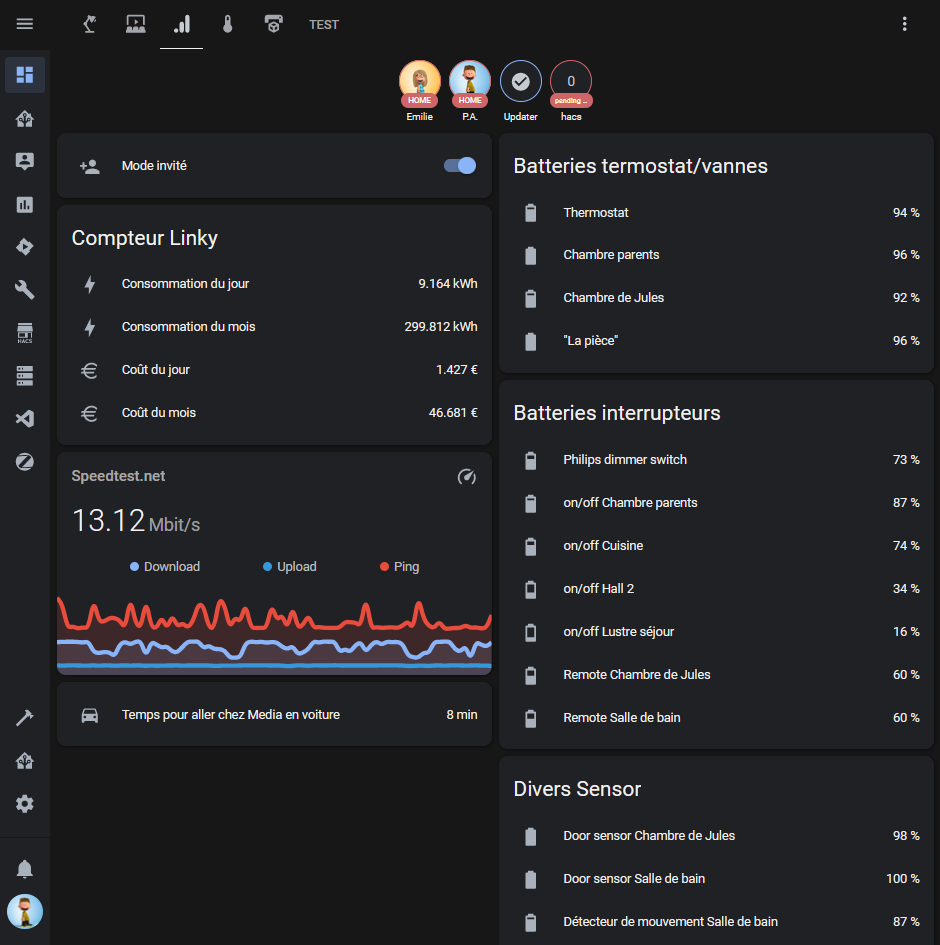 TEST
HOME
HOME
0
pending ...
Emilie
P.A.
Updater
hacs
HACS
Mode invité
Compteur Linky
Consommation du jour 9.164 kWh
Consommation du mois 299.812 kWh
Coût du jour 1.427 €
Coût du mois 46.681 €
Speedtest.net
13.12 Mbit/s
Download Upload Ping
Temps pour aller chez Media en voiture 8 min
Batteries termostat/vannes
Thermostat 94 %
Chambre parents 96 %
Chambre de Jules 92 %
"La pièce" 96 %
Batteries interrupteurs
Philips dimmer switch 73 %
on/off Chambre parents 87 %
on/off Cuisine 74 %
on/off Hall 2 34 %
on/off Lustre séjour 16 %
Remote Chambre de Jules 60 %
Remote Salle de bain 60 %
Divers Sensor
Door sensor Chambre de Jules 98 %
Door sensor Salle de bain 100 %
Détecteur de mouvement Salle de bain 87 %